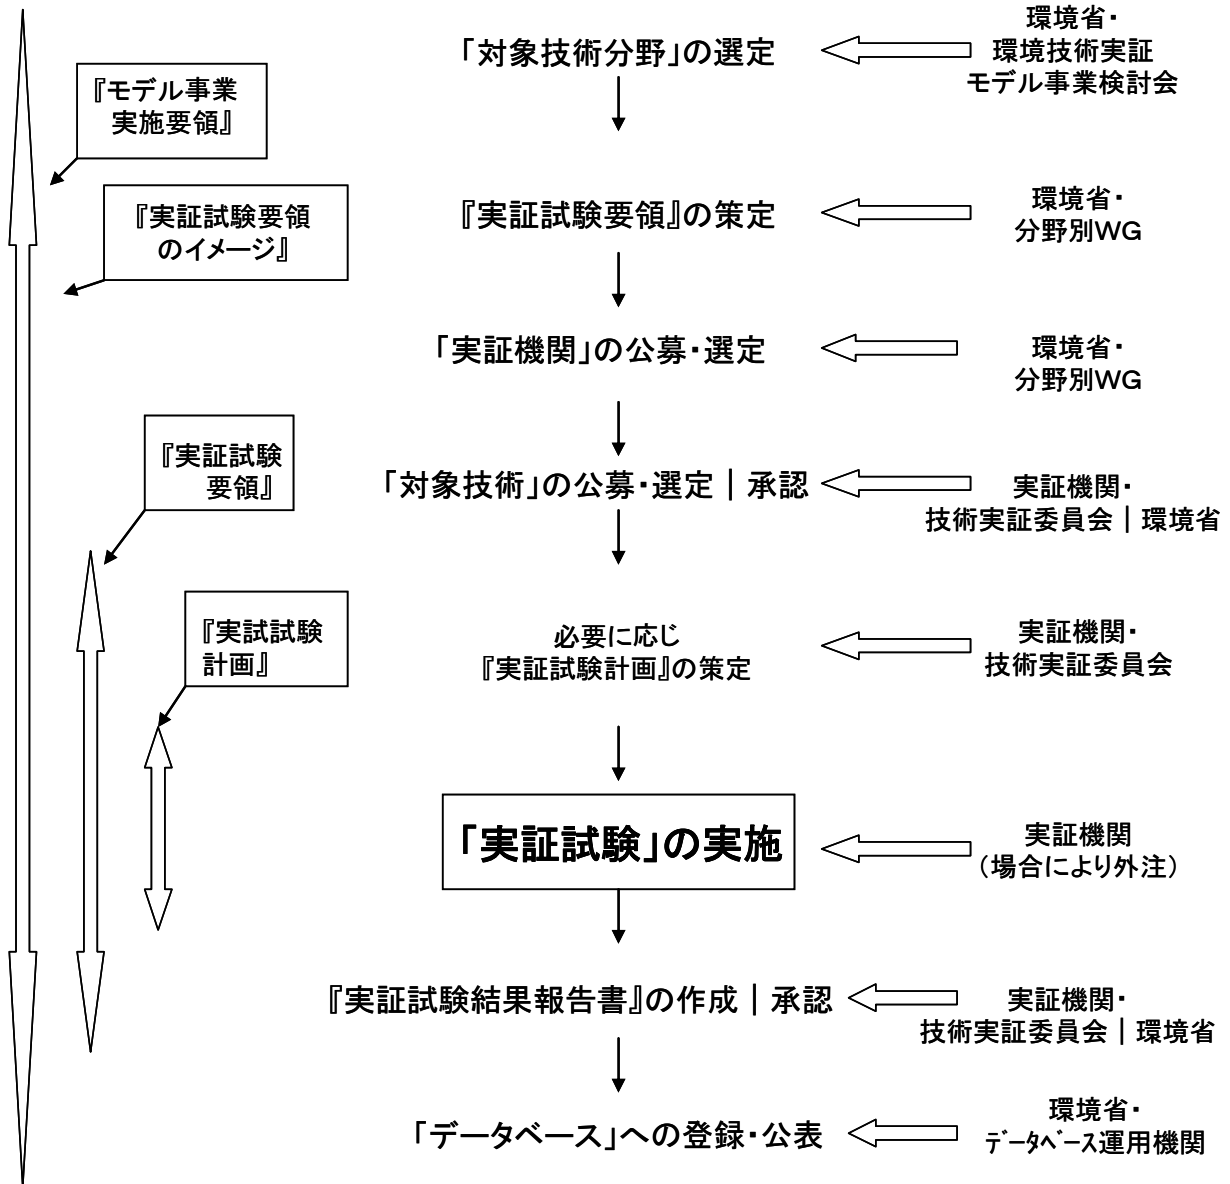 「対象技術分野」の選定
環境省・
環境技術実証
モデル事業検討会
『モデル事業
実施要領』
『実証試験要領
のイメージ』
『実証試験要領』の策定
環境省・
分野別WG
「実証機関」の公募・選定
環境省・
分野別WG
『実証試験
要領』
「対象技術」の公募・選定｜承認
実証機関・
技術実証委員会｜環境省
『実試試験
計画』
必要に応じ
『実証試験計画』の策定
実証機関・
技術実証委員会
「実証試験」の実施
実証機関
（場合により外注）
『実証試験結果報告書』の作成｜承認
実証機関・
技術実証委員会｜環境省
「データベース」への登録・公表
環境省・
ﾃﾞｰﾀﾍﾞｰｽ運用機関